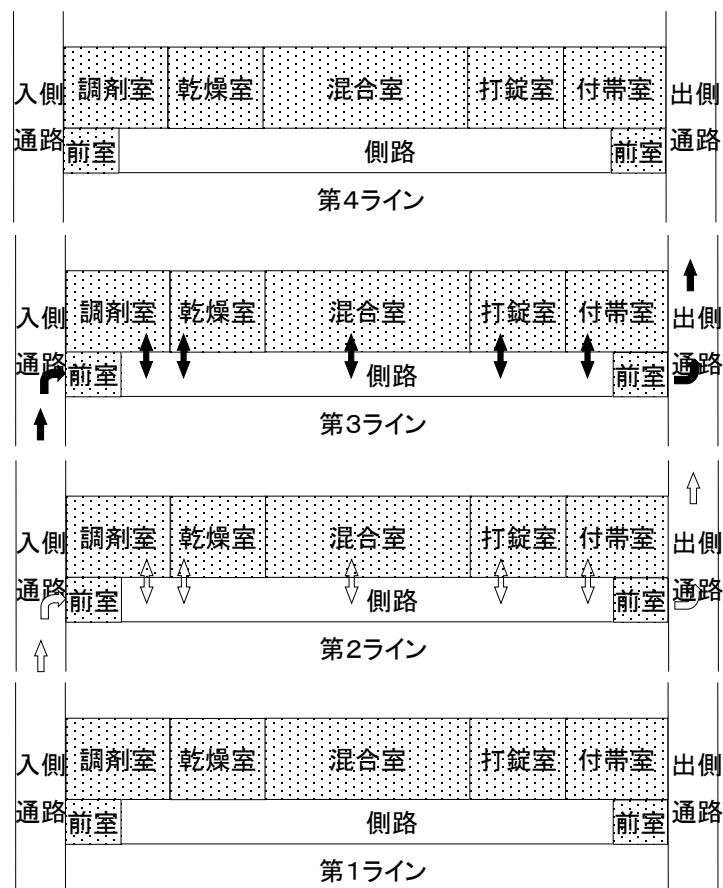 調剤室 乾燥室 混合室 打錠室 付帯室
入側通路 出側通路
前室 側路 前室
第4ライン
調剤室 乾燥室 混合室 打錠室 付帯室
入側通路 出側通路
前室 側路 前室
第3ライン
調剤室 乾燥室 混合室 打錠室 付帯室
入側通路 出側通路
前室 側路 前室
第2ライン
調剤室 乾燥室 混合室 打錠室 付帯室
入側通路 出側通路
前室 側路 前室
第1ライン